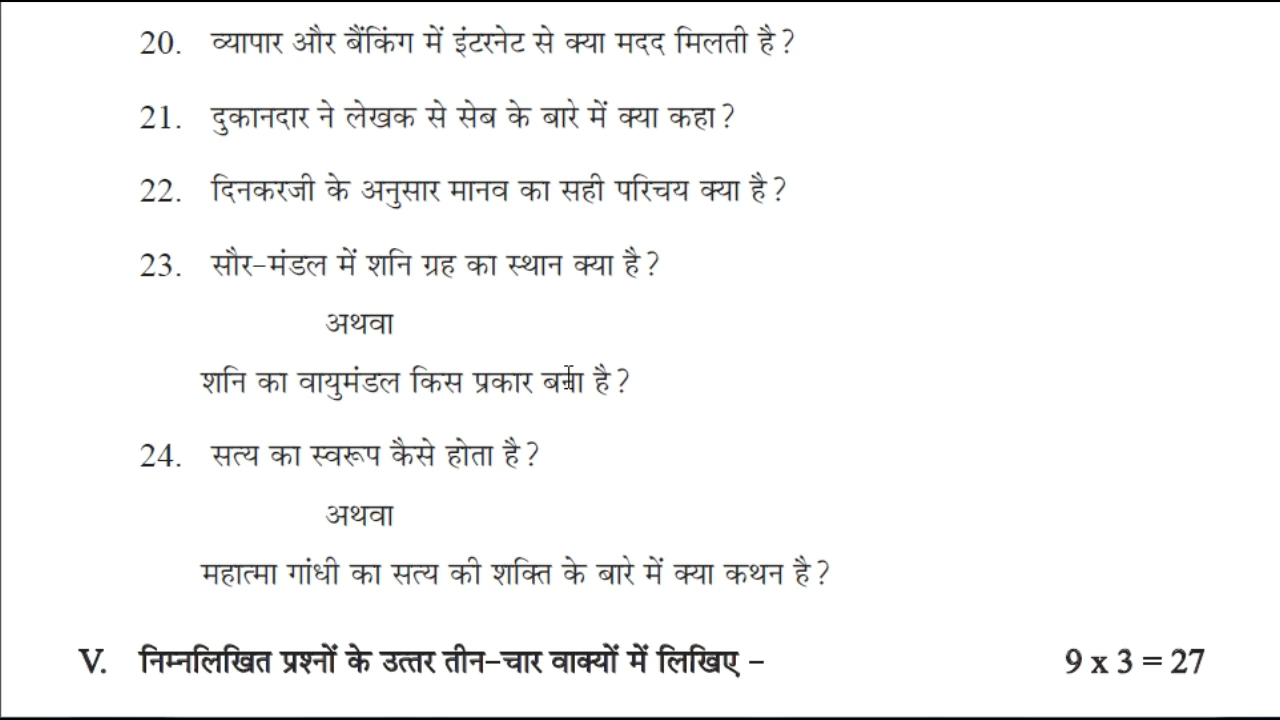 20. व्यापार और बैंकिंग में इंटरनेट से क्या मदद मिलती है?
21. दुकानदार ने लेखक से सेब के बारे में क्या कहा?
22. दिनकरजी के अनुसार मानव का सही परिचय क्या है?
23. सौर-मंडल में शनि ग्रह का स्थान क्या है?
अथवा
शनि का वायुमंडल किस प्रकार बना है?
24. सत्य का स्वरूप कैसे होता है?
अथवा
महात्मा गांधी का सत्य की शक्ति के बारे में क्या कथन है?
V. निम्नलिखित प्रश्नों के उत्तर तीन-चार वाक्यों में लिखिए – 9 x 3 = 27